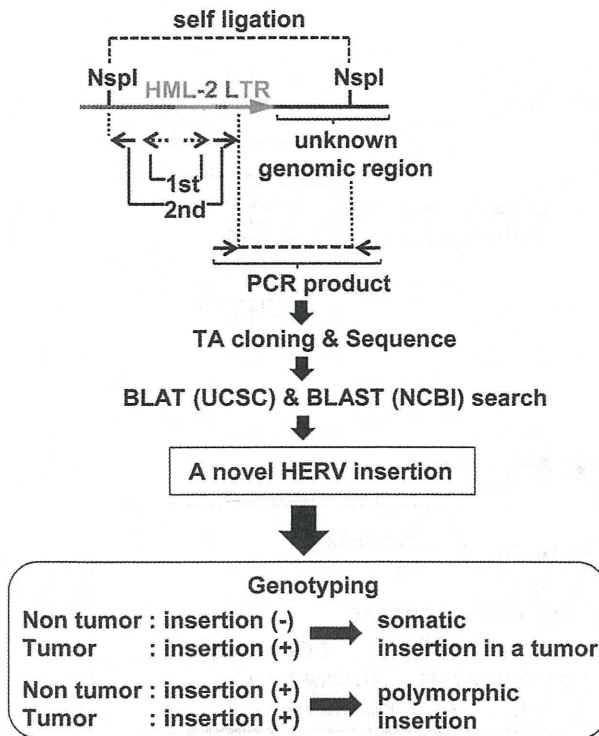 self ligation
NspI NspI
HML-2 LTR
unknown
genomic region
1st
2nd
PCR product
TA cloning & Sequence
BLAT (UCSC) & BLAST (NCBI) search
A novel HERV insertion
Genotyping
Non tumor : insertion (-)
Tumor : insertion (+)
somatic
insertion in a tumor
Non tumor : insertion (+)
Tumor : insertion (+)
polymorphic
insertion